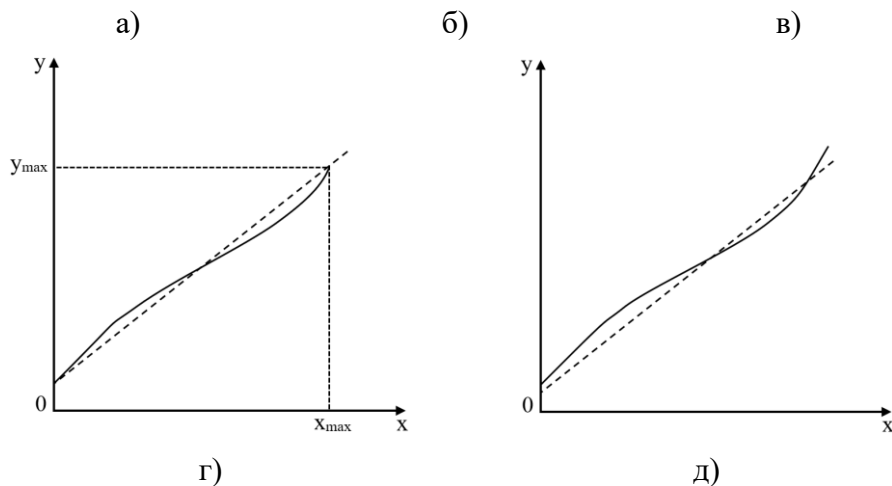 а) б) в)
y y
ymax
0 0
xmax x x
г) д)